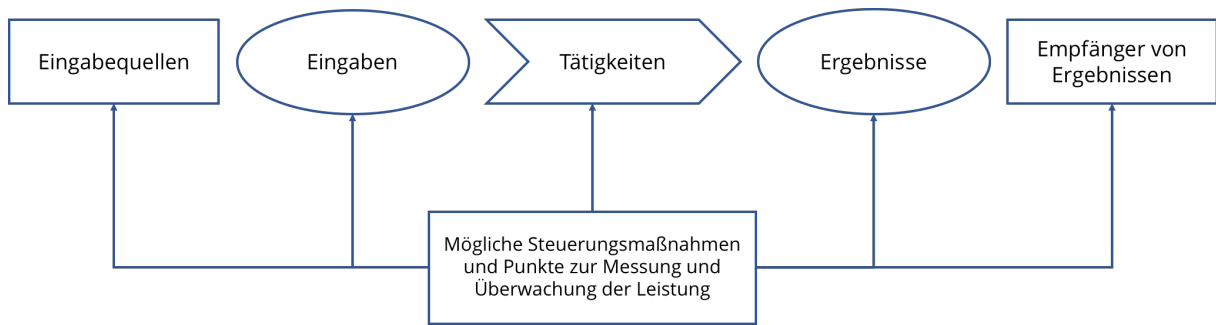 Eingabequellen
Eingaben
Tätigkeiten
Ergebnisse
Empfänger von
Ergebnissen
Mögliche Steuerungsmaßnahmen
und Punkte zur Messung und
Überwachung der Leistung